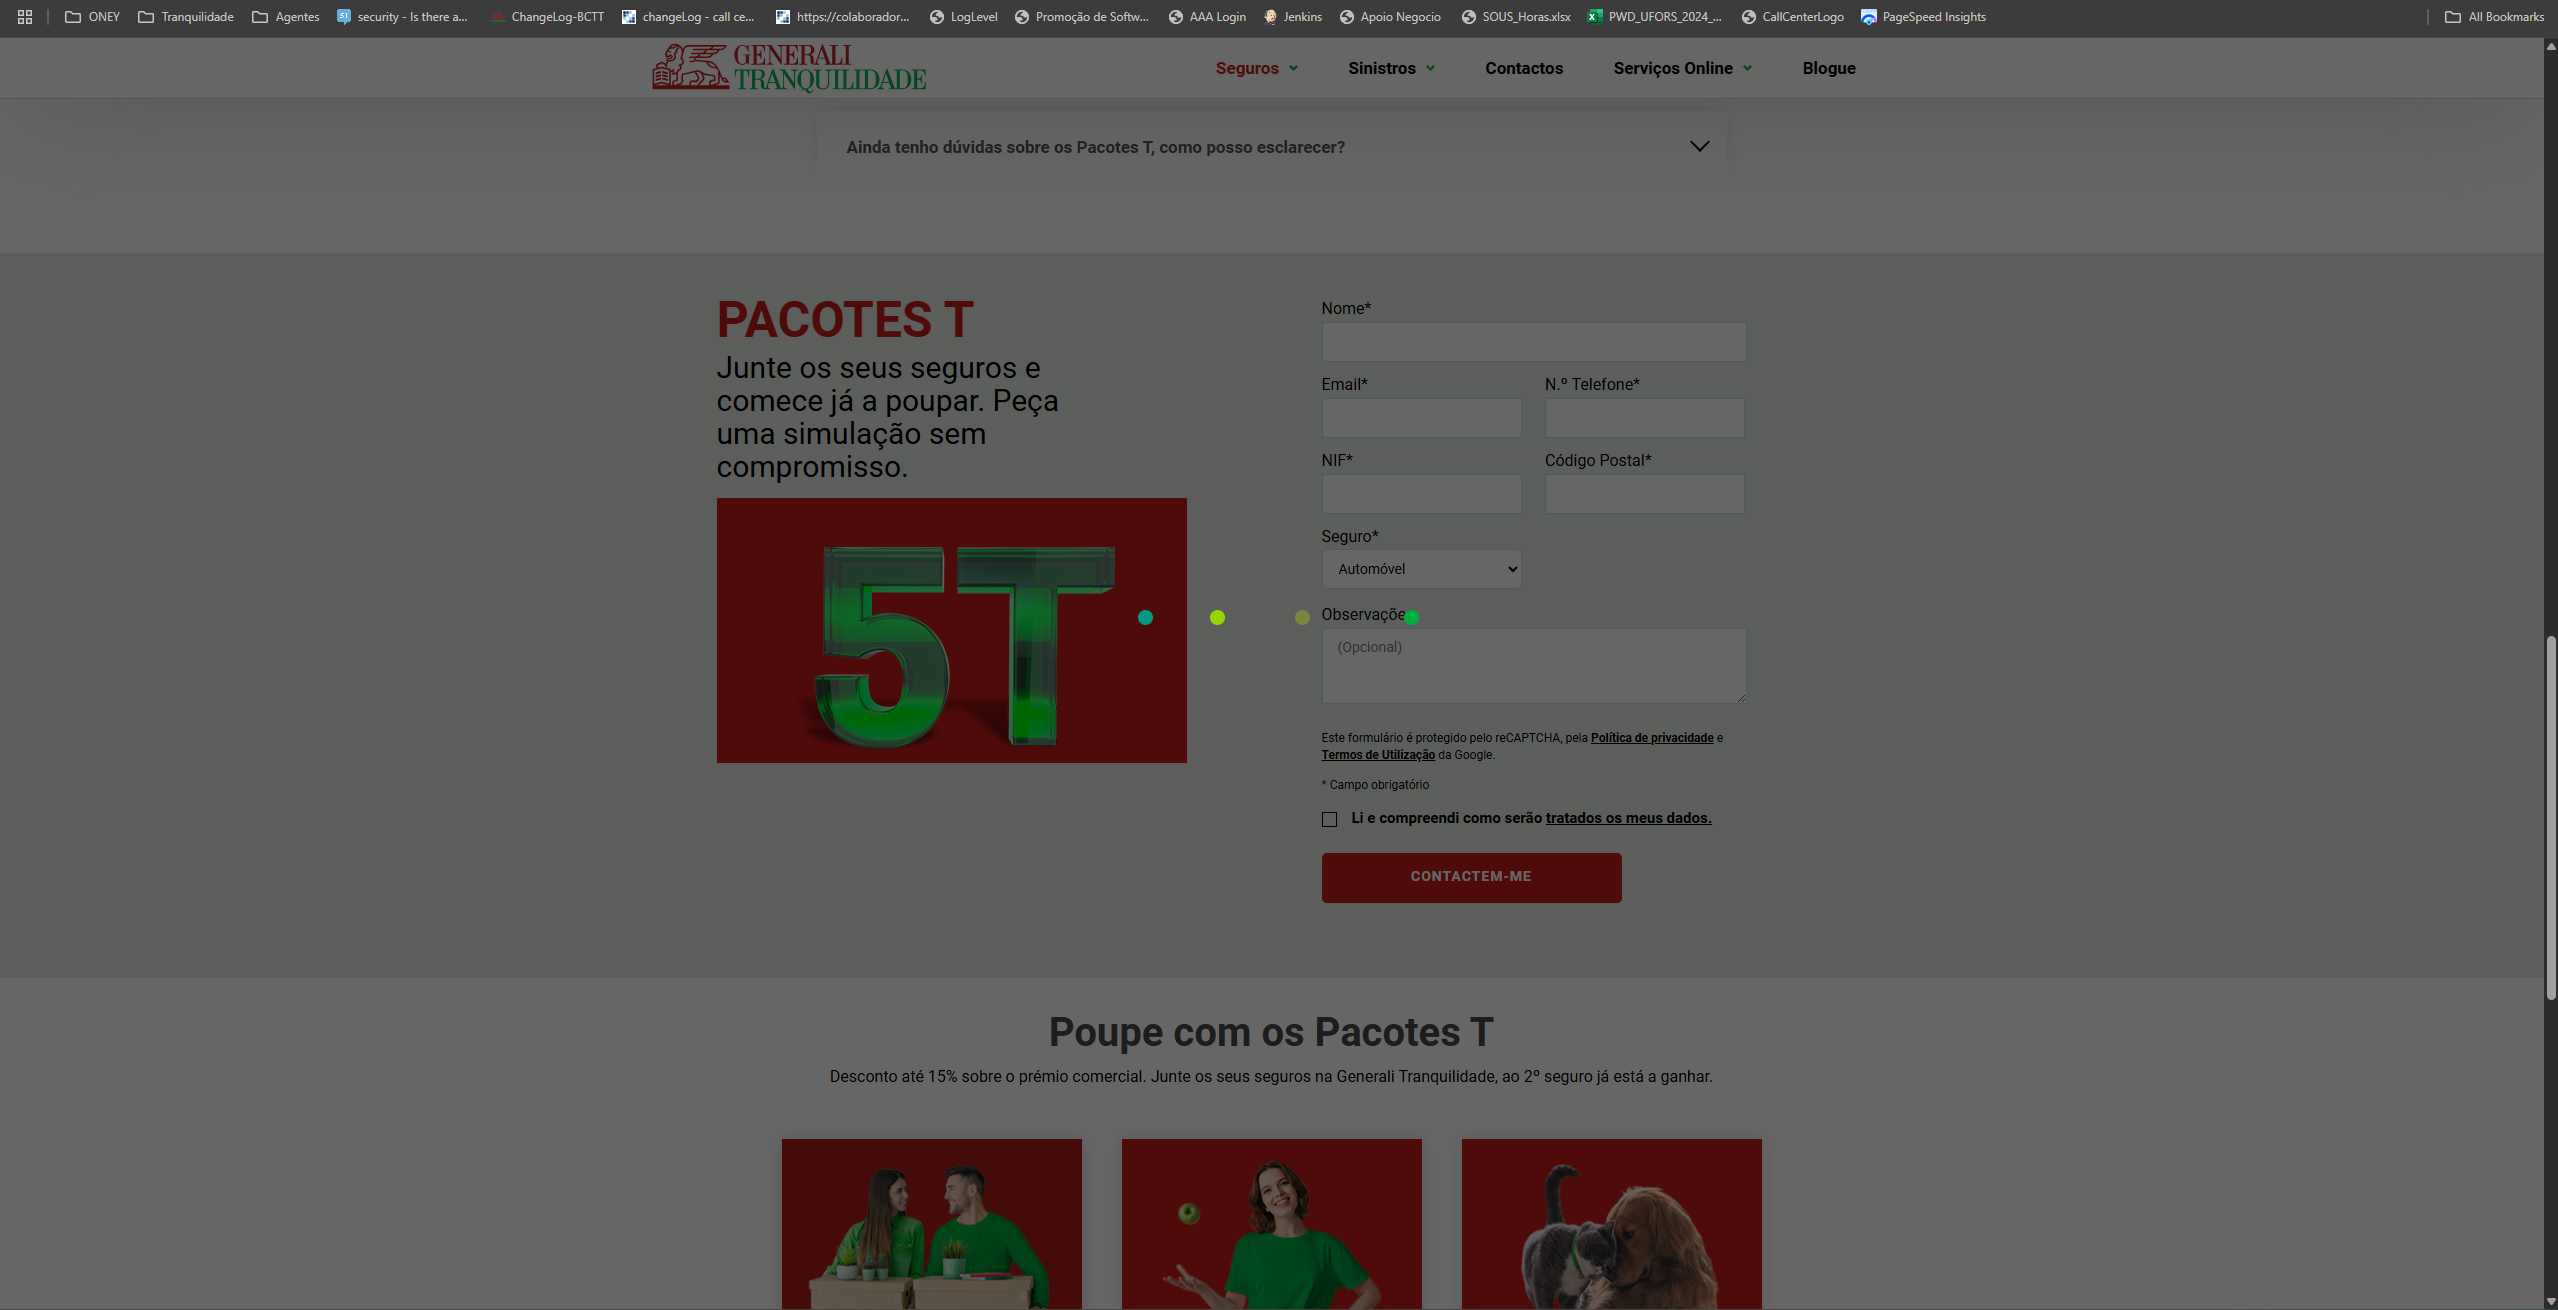 ONEY Tranquilidade Agentes security - Is there a... ChangeLog-BCTT changeLog - call ce... https://colaborador... LogLevel Promoção de Softw... AAA Login Jenkins Apoio Negocio SOUS_Horas.xlsx PWD_UFORS_2024_... CallCenterLogo PageSpeed Insights All Bookmarks
GENERALI
TRANQUILIDADE
Seguros Sinistros Contactos Serviços Online Blogue
Ainda tenho dúvidas sobre os Pacotes T, como posso esclarecer?
PACOTES T
Junte os seus seguros e
comece já a poupar. Peça
uma simulação sem
compromisso.
5T
Nome*
Email* N.º Telefone*
NIF* Código Postal*
Seguro*
Automóvel
Observaçõe
(Opcional)
Este formulário é protegido pelo reCAPTCHA, pela Política de privacidade e
Termos de Utilização da Google.
* Campo obrigatório
Li e compreendi como serão tratados os meus dados.
CONTACTEM-ME
Poupe com os Pacotes T
Desconto até 15% sobre o prémio comercial. Junte os seus seguros na Generali Tranquilidade, ao 2º seguro já está a ganhar.